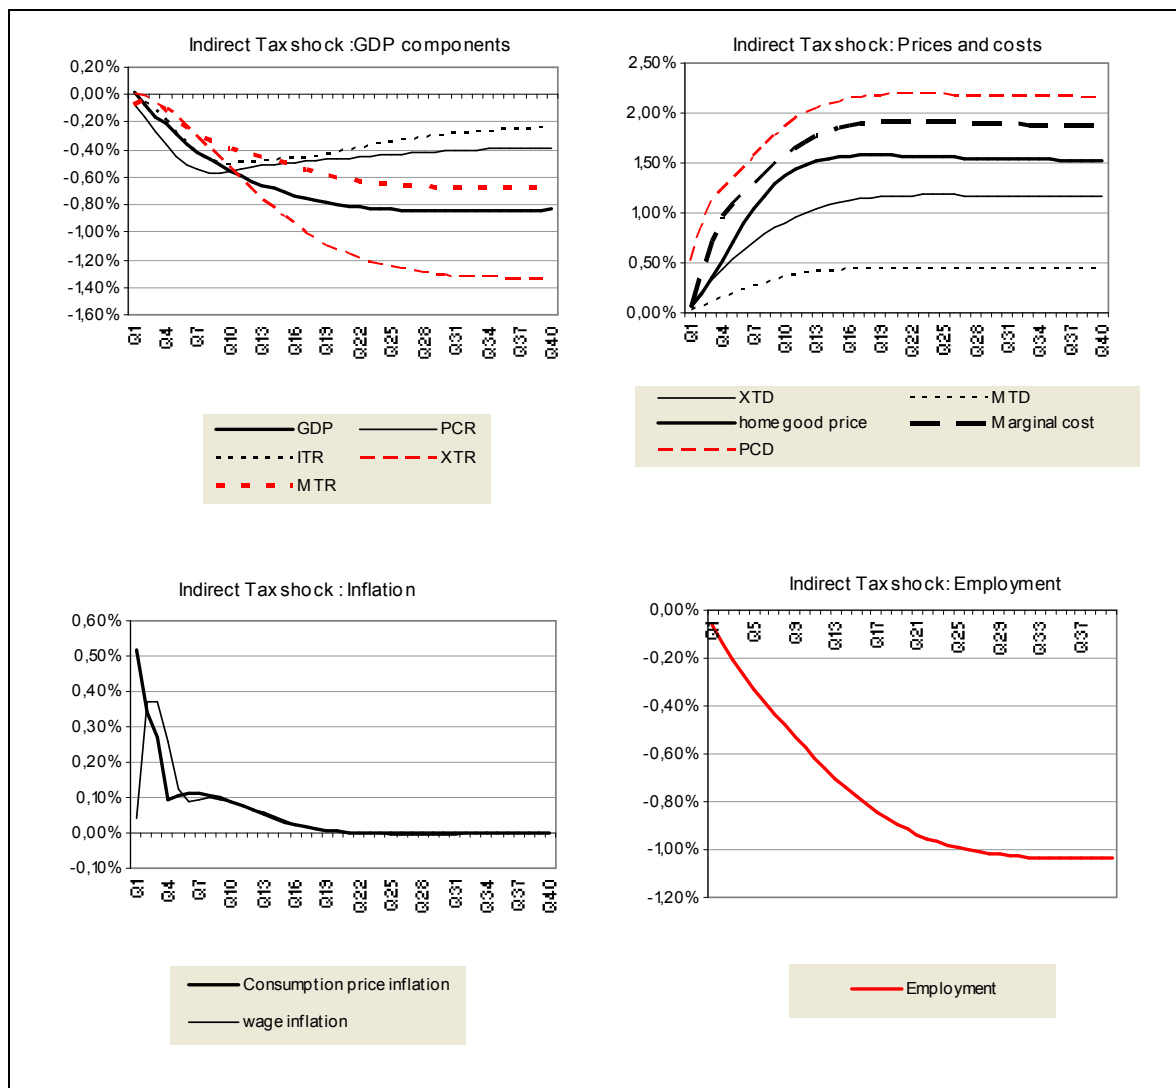 Indirect Tax shock :GDP components
0,20%
0,00%
-0,20%
-0,40%
-0,60%
-0,80%
-1,00%
-1,20%
-1,40%
-1,60%
Q1 Q4 Q7 Q10 Q13 Q16 Q19 Q22 Q25 Q28 Q31 Q34 Q37 Q40
GDP PCR
ITR XTR
MTR
Indirect Tax shock: Prices and costs
2,50%
2,00%
1,50%
1,00%
0,50%
0,00%
Q1 Q4 Q7 Q10 Q13 Q16 Q19 Q22 Q25 Q28 Q31 Q34 Q37 Q40
XTD MTD
home good price Marginal cost
PCD
Indirect Tax shock : Inflation
0,60%
0,50%
0,40%
0,30%
0,20%
0,10%
0,00%
-0,10%
Q1 Q4 Q7 Q10 Q13 Q16 Q19 Q22 Q25 Q28 Q31 Q34 Q37 Q40
Consumption price inflation
wage inflation
Indirect Tax shock: Employment
0,00%
-0,20%
-0,40%
-0,60%
-0,80%
-1,00%
-1,20%
Q1 Q5 Q9 Q13 Q17 Q21 Q25 Q29 Q33 Q37
Employment